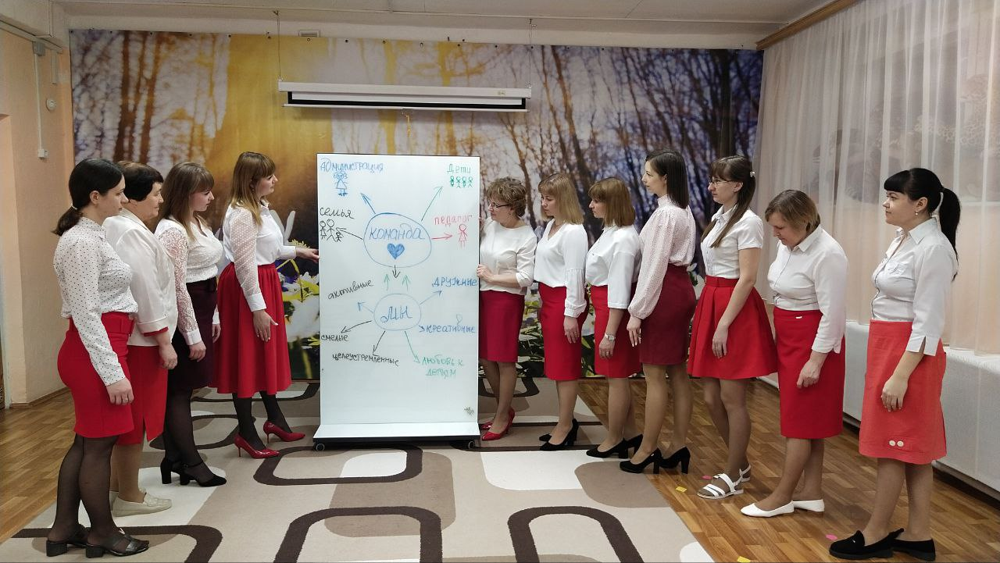 Администрация
Дети
семья
педагог
команда
активные
дружные
мы
смелые
креативные
целеустремленные
любовь к
детям